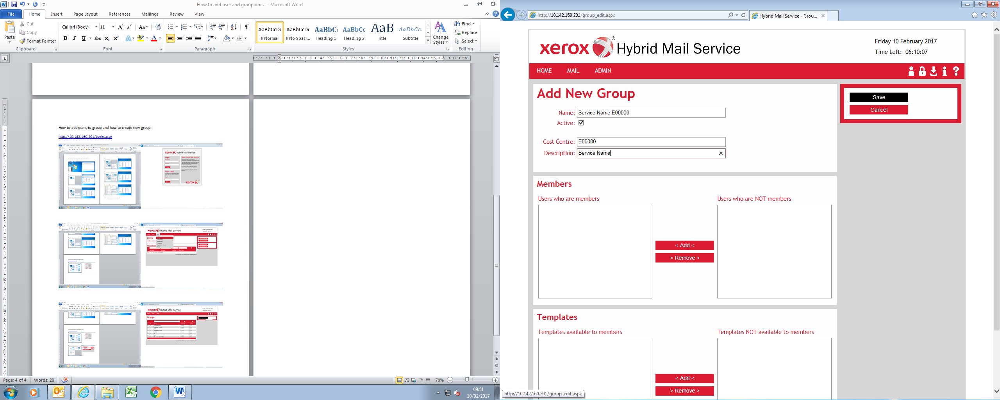 How to add user and group.docx - Microsoft Word
File Home Insert Page Layout References Mailings Review View
Paste
Cut
Copy
Format Painter
Calibri (Body) 11
AaBbCcDc AaBbCcDc AaBbCc AaBbCc AaB AaBbCc.
¶ Normal ¶ No Spaci... Heading 1 Heading 2 Title Subtitle
Change Styles
Find
Replace
Select
Clipboard Font Paragraph Styles Editing
How to add users to group and how to create new group
http://10.142.160.201/Login.aspx
Page: 4 of 4 Words: 28 70%
09:51
10/02/2017
http://10.142.160.201/group_edit.aspx
Hybrid Mail Service - Grou...
xerox ® Hybrid Mail Service
Friday 10 February 2017
Time Left: 06:10:07
HOME MAIL ADMIN
Add New Group
Name: Service Name E00000
Active:
Cost Centre: E00000
Description: Service Name
Save
Cancel
Members
Users who are members Users who are NOT members
< Add <
> Remove >
Templates
Templates available to members Templates NOT available to members
< Add <
> Remove >
http://10.142.160.201/group_edit.aspx